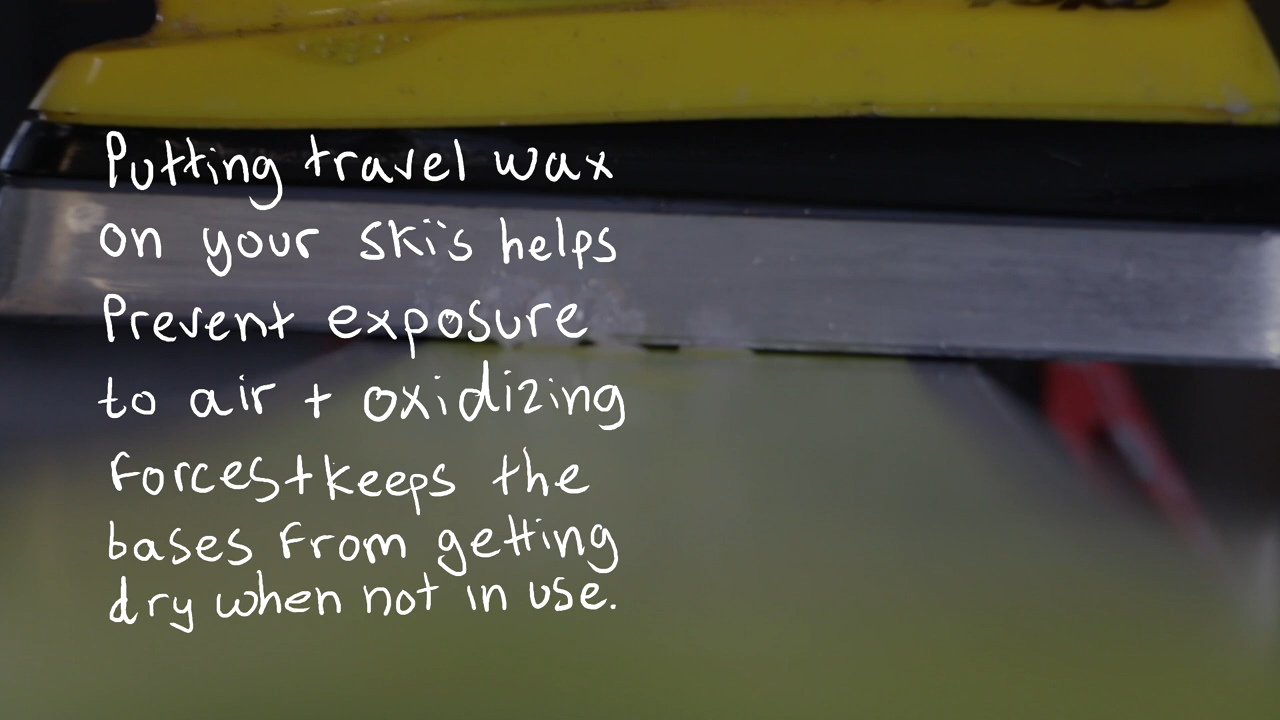 Putting travel wax
on your ski's helps
Prevent exposure
to air + oxidizing
Forces + keeps the
bases From getting
dry when not in use.